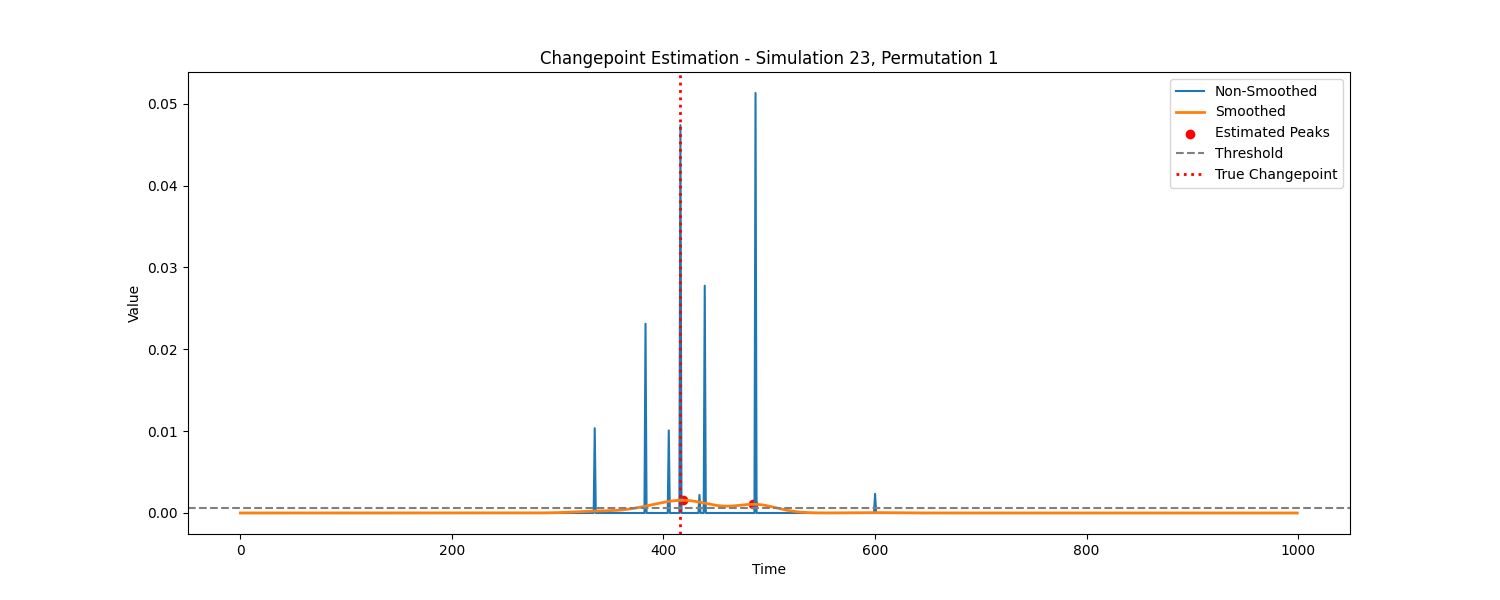 Changepoint Estimation - Simulation 23, Permutation 1
Non-Smoothed
Smoothed
Estimated Peaks
Threshold
True Changepoint
0.05
0.04
0.03
0.02
0.01
0.00
Value
0 200 400 600 800 1000
Time